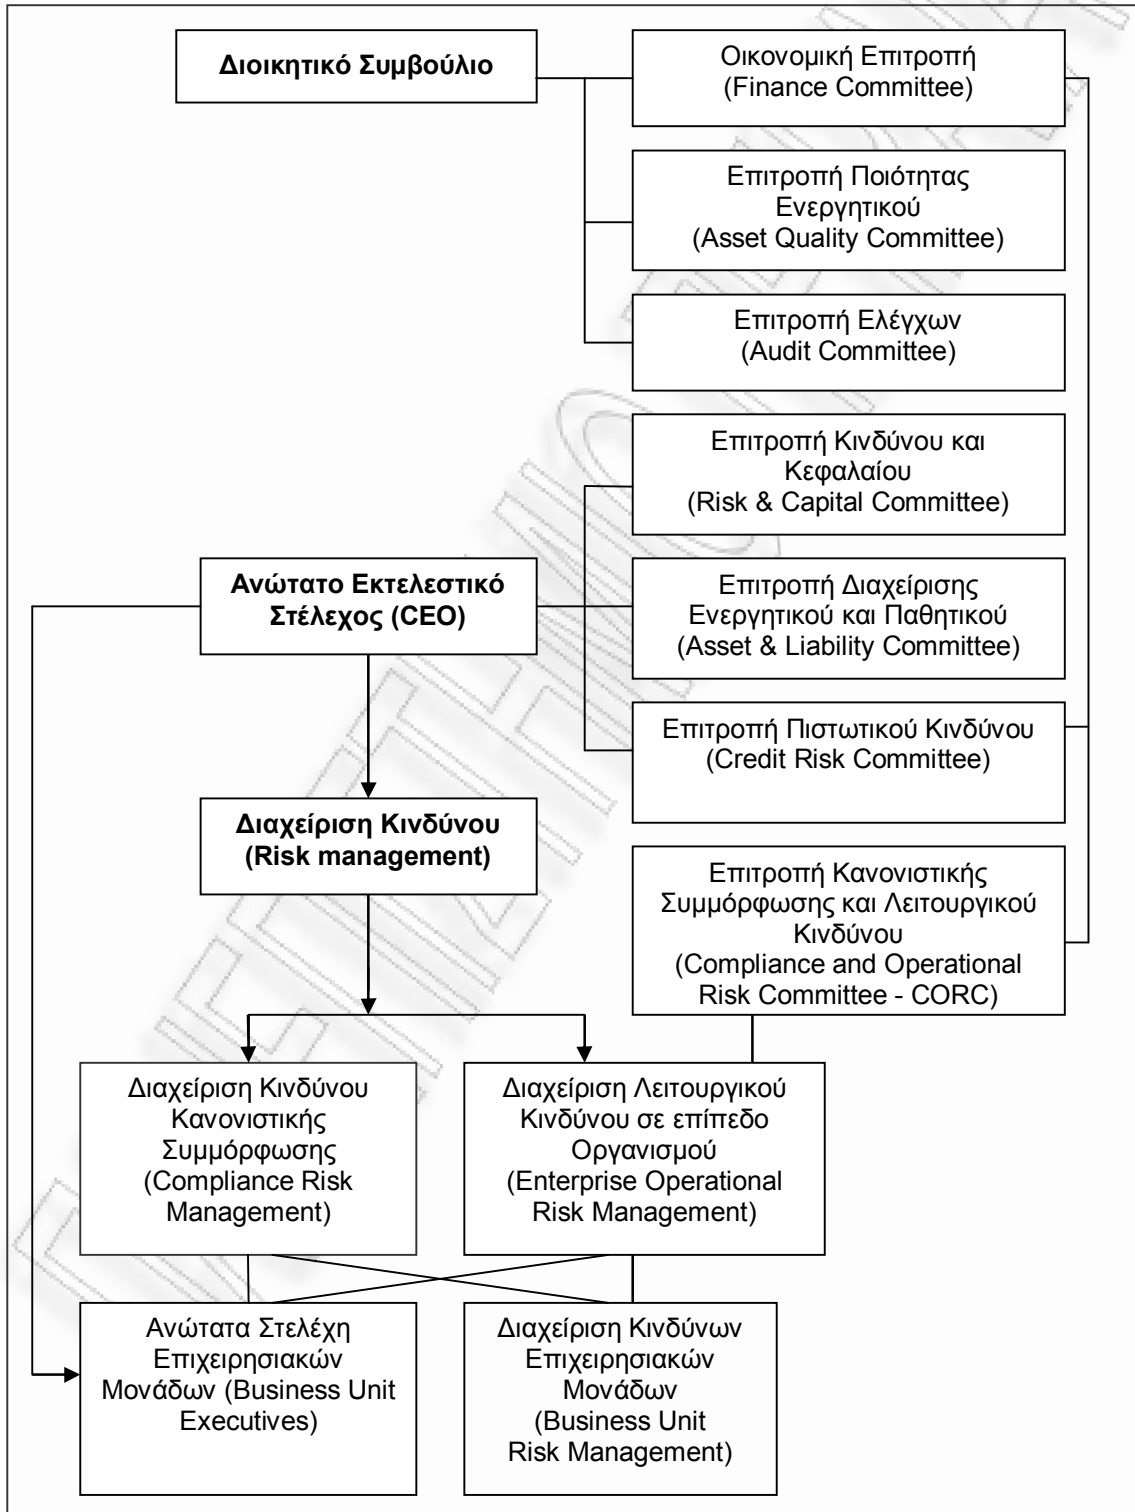 Διοικητικό Συμβούλιο
Οικονομική Επιτροπή
(Finance Committee)
Επιτροπή Ποιότητας
Ενεργητικού
(Asset Quality Committee)
Επιτροπή Ελέγχων
(Audit Committee)
Επιτροπή Κινδύνου και
Κεφαλαίου
(Risk & Capital Committee)
Ανώτατο Εκτελεστικό
Στέλεχος (CEO)
Επιτροπή Διαχείρισης
Ενεργητικού και Παθητικού
(Asset & Liability Committee)
Επιτροπή Πιστωτικού Κινδύνου
(Credit Risk Committee)
Διαχείριση Κινδύνου
(Risk management)
Επιτροπή Κανονιστικής
Συμμόρφωσης και Λειτουργικού
Κινδύνου
(Compliance and Operational
Risk Committee - CORC)
Διαχείριση Κινδύνου
Κανονιστικής
Συμμόρφωσης
(Compliance Risk
Management)
Διαχείριση Λειτουργικού
Κινδύνου σε επίπεδο
Οργανισμού
(Enterprise Operational
Risk Management)
Ανώτατα Στελέχη
Επιχειρησιακών
Μονάδων (Business Unit
Executives)
Διαχείριση Κινδύνων
Επιχειρησιακών
Μονάδων
(Business Unit
Risk Management)